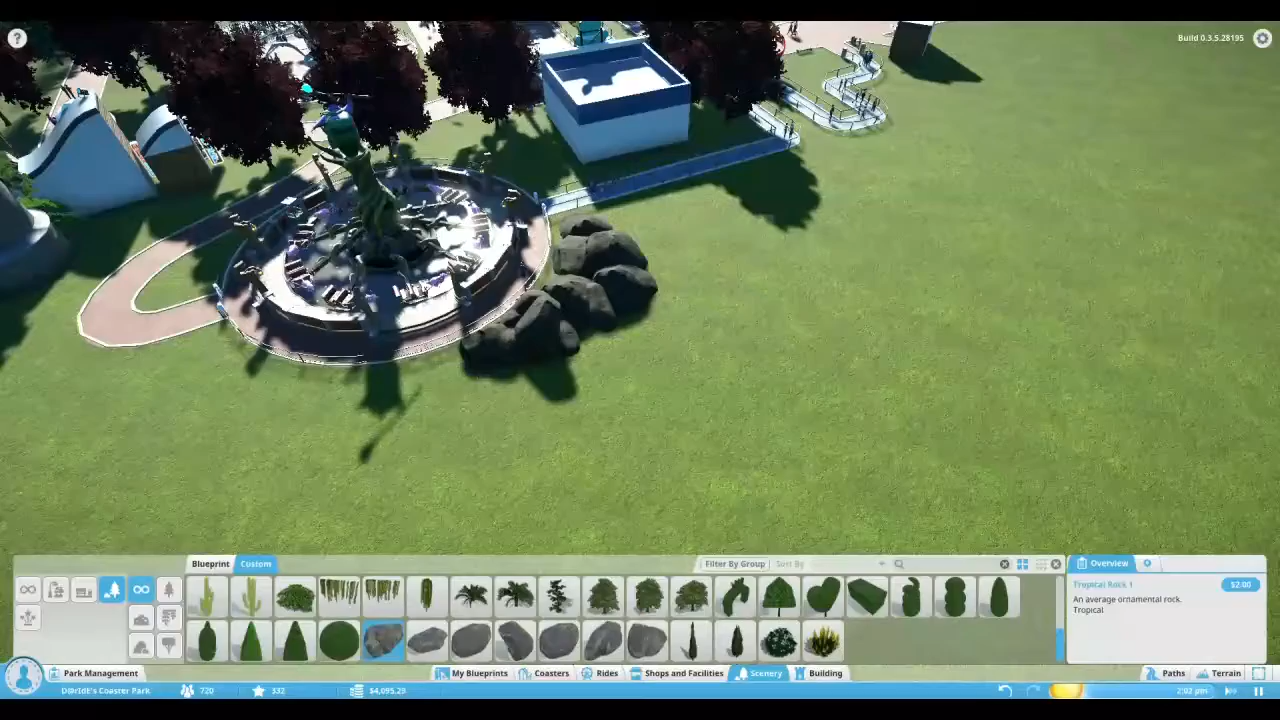 ?
Build 0.3.5.28195
Blueprint Custom Filter By Group Sort By Overview
Tropical Rock 1 $2.00
An average ornamental rock.
Tropical
Park Management My Blueprints Coasters Rides Shops and Facilities Scenery Building Paths Terrain
D@rldE's Coaster Park 720 332 $4,095.29 2:02 pm